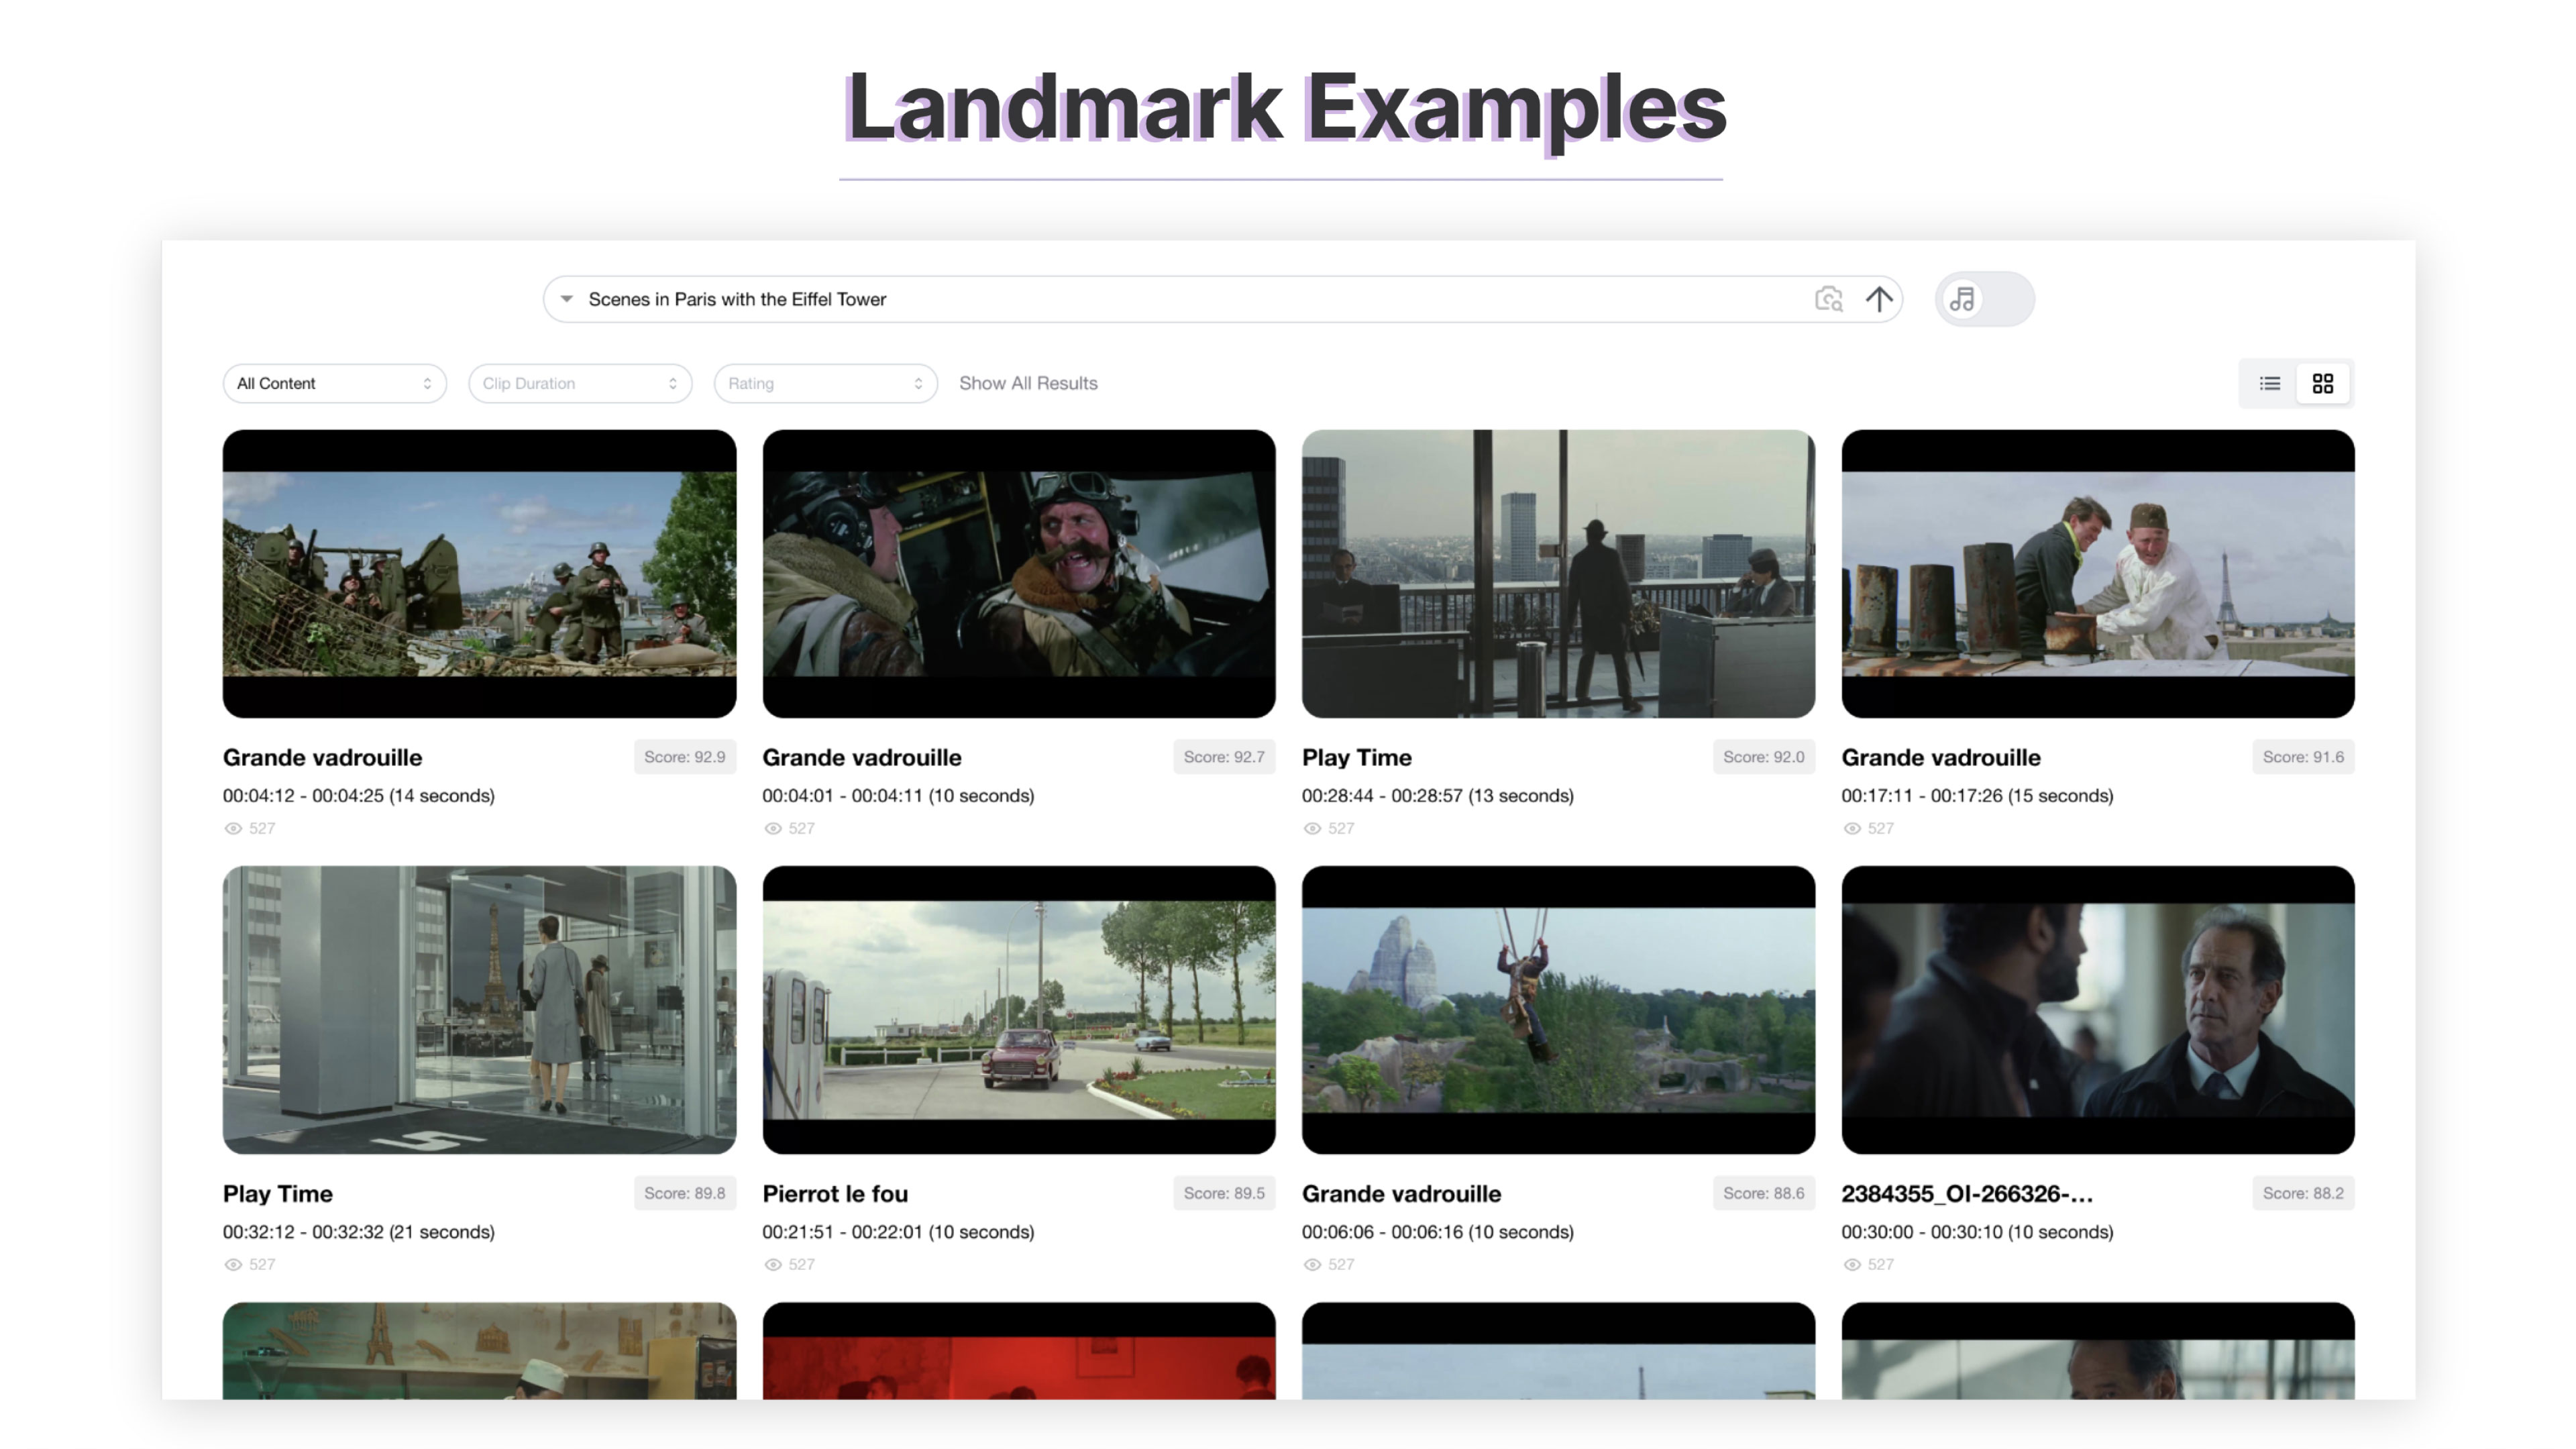 Landmark Examples
Scenes in Paris with the Eiffel Tower
All Content
Clip Duration
Rating
Show All Results
Grande vadrouille
Score: 92.9
00:04:12 - 00:04:25 (14 seconds)
527
Grande vadrouille
Score: 92.7
00:04:01 - 00:04:11 (10 seconds)
527
Play Time
Score: 92.0
00:28:44 - 00:28:57 (13 seconds)
527
Grande vadrouille
Score: 91.6
00:17:11 - 00:17:26 (15 seconds)
527
Play Time
Score: 89.8
00:32:12 - 00:32:32 (21 seconds)
527
Pierrot le fou
Score: 89.5
00:21:51 - 00:22:01 (10 seconds)
527
Grande vadrouille
Score: 88.6
00:06:06 - 00:06:16 (10 seconds)
527
2384355_OI-266326-...
Score: 88.2
00:30:00 - 00:30:10 (10 seconds)
527